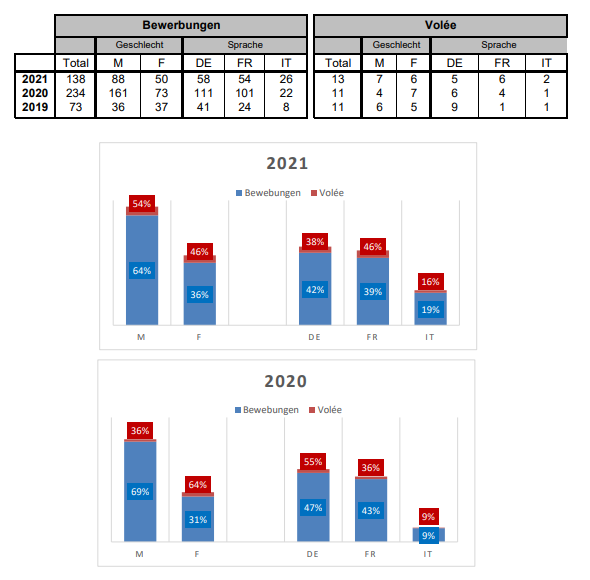 Bewerbungen Volée
Geschlecht Sprache Geschlecht Sprache
Total M F DE FR IT Total M F DE FR IT
2021 138 88 50 58 54 26 13 7 6 5 6 2
2020 234 161 73 111 101 22 11 4 7 6 4 1
2019 73 36 37 41 24 8 11 6 5 9 1 1
2021
Bewebungen Volée
54%
38% 46%
46%
64%
16%
42% 39%
36%
19%
M F DE FR IT
2020
Bewebungen Volée
36%
55% 36%
64%
69%
47% 43%
9%
31%
9%
M F DE FR IT